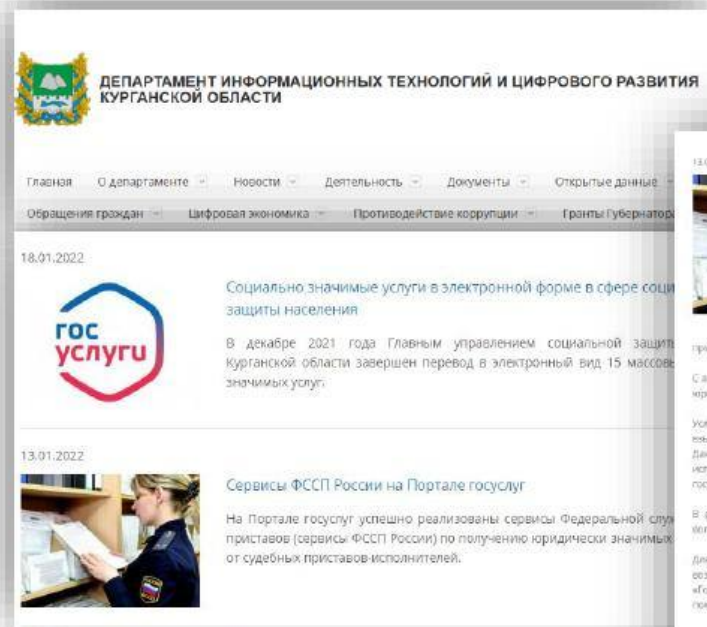 ДЕПАРТАМЕНТ ИНФОРМАЦИОННЫХ ТЕХНОЛОГИЙ И ЦИФРОВОГО РАЗВИТИЯ
КУРГАНСКОЙ ОБЛАСТИ
Главная О департаменте Новости Деятельность Документы Открытые данные
Обращения граждан Цифровая экономика Противодействие коррупции Гранты Губернатора
18.01.2022
гос
услуги
Социально значимые услуги в электронной форме в сфере соци
защиты населения
В декабре 2021 года Главным управлением социальной защит
Курганской области завершен перевод в электронный вид 15 массовы
значимых услуг.
13.01.2022
Сервисы ФССП России на Портале госуслуг
На Портале госуслуг успешно реализованы сервисы Федеральной служ
приставов (сервисы ФССП России) по получению юридически значимых
от судебных приставов-исполнителей.